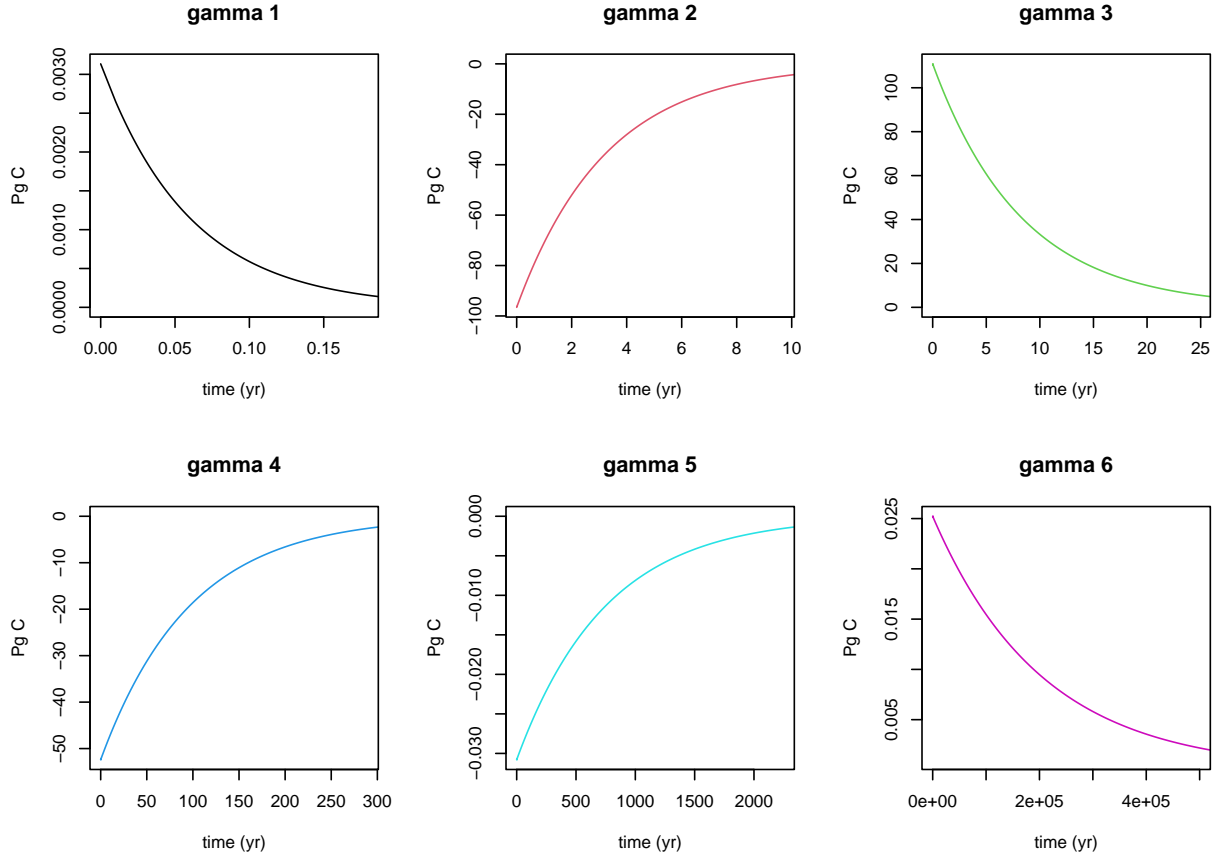 gamma 1
Pg C
0.0000 0.0010 0.0020 0.0030
0.00 0.05 0.10 0.15
time (yr)
gamma 2
Pg C
−100 −80 −60 −40 −20 0
0 2 4 6 8 10
time (yr)
gamma 3
Pg C
0 20 40 60 80 100
0 5 10 15 20 25
time (yr)
gamma 4
Pg C
−50 −40 −30 −20 −10 0
0 50 100 150 200 250 300
time (yr)
gamma 5
Pg C
−0.030 −0.020 −0.010 0.000
0 500 1000 1500 2000
time (yr)
gamma 6
Pg C
0.005 0.015 0.025
0e+00 2e+05 4e+05
time (yr)